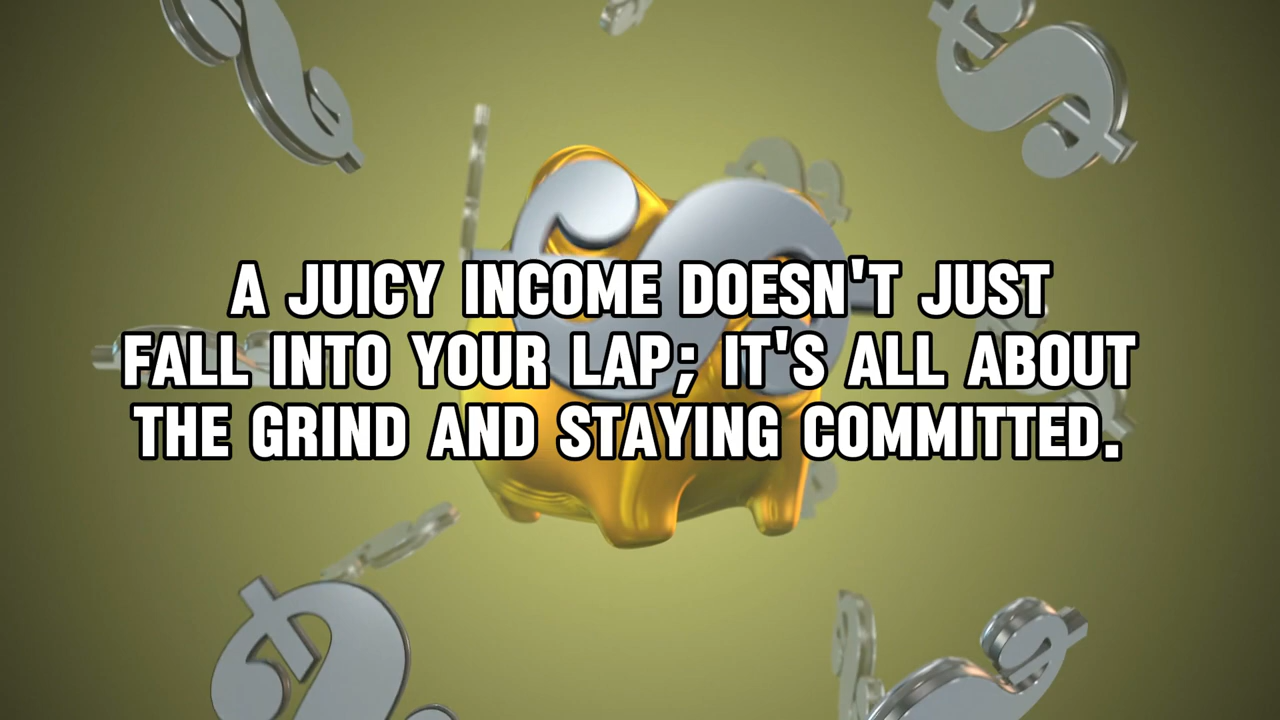 A JUICY INCOME DOESN'T JUST
FALL INTO YOUR LAP; IT'S ALL ABOUT
THE GRIND AND STAYING COMMITTED.